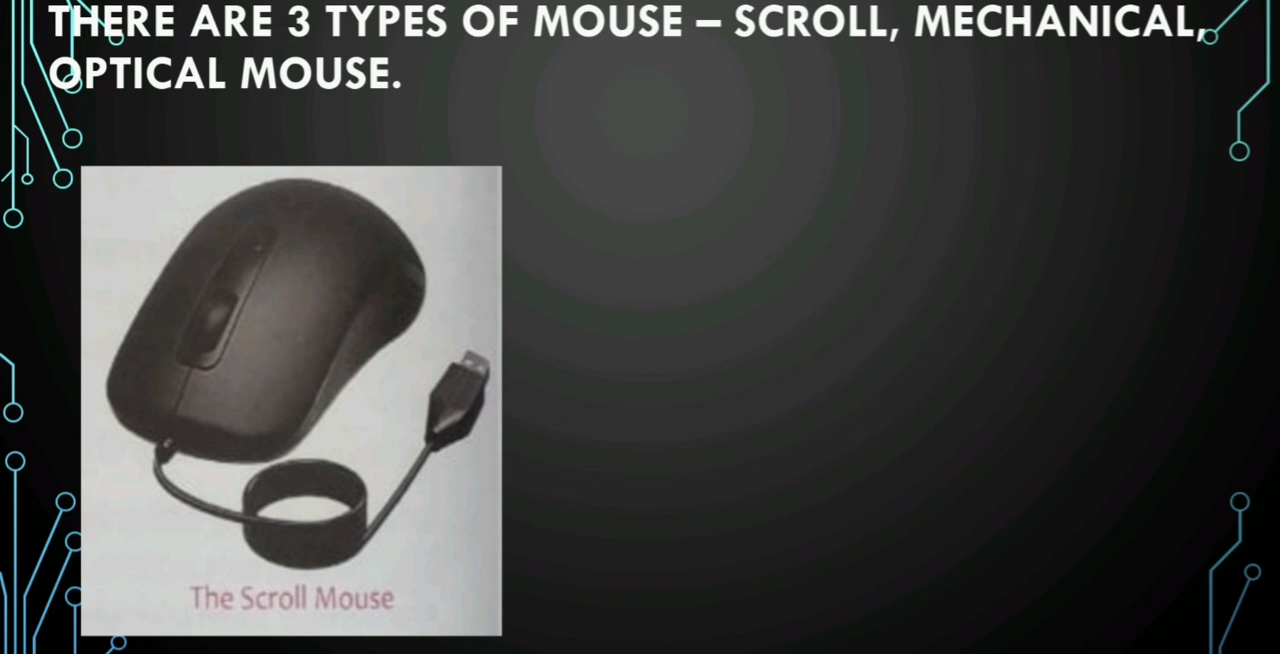 THERE ARE 3 TYPES OF MOUSE – SCROLL, MECHANICAL,
OPTICAL MOUSE.
The Scroll Mouse